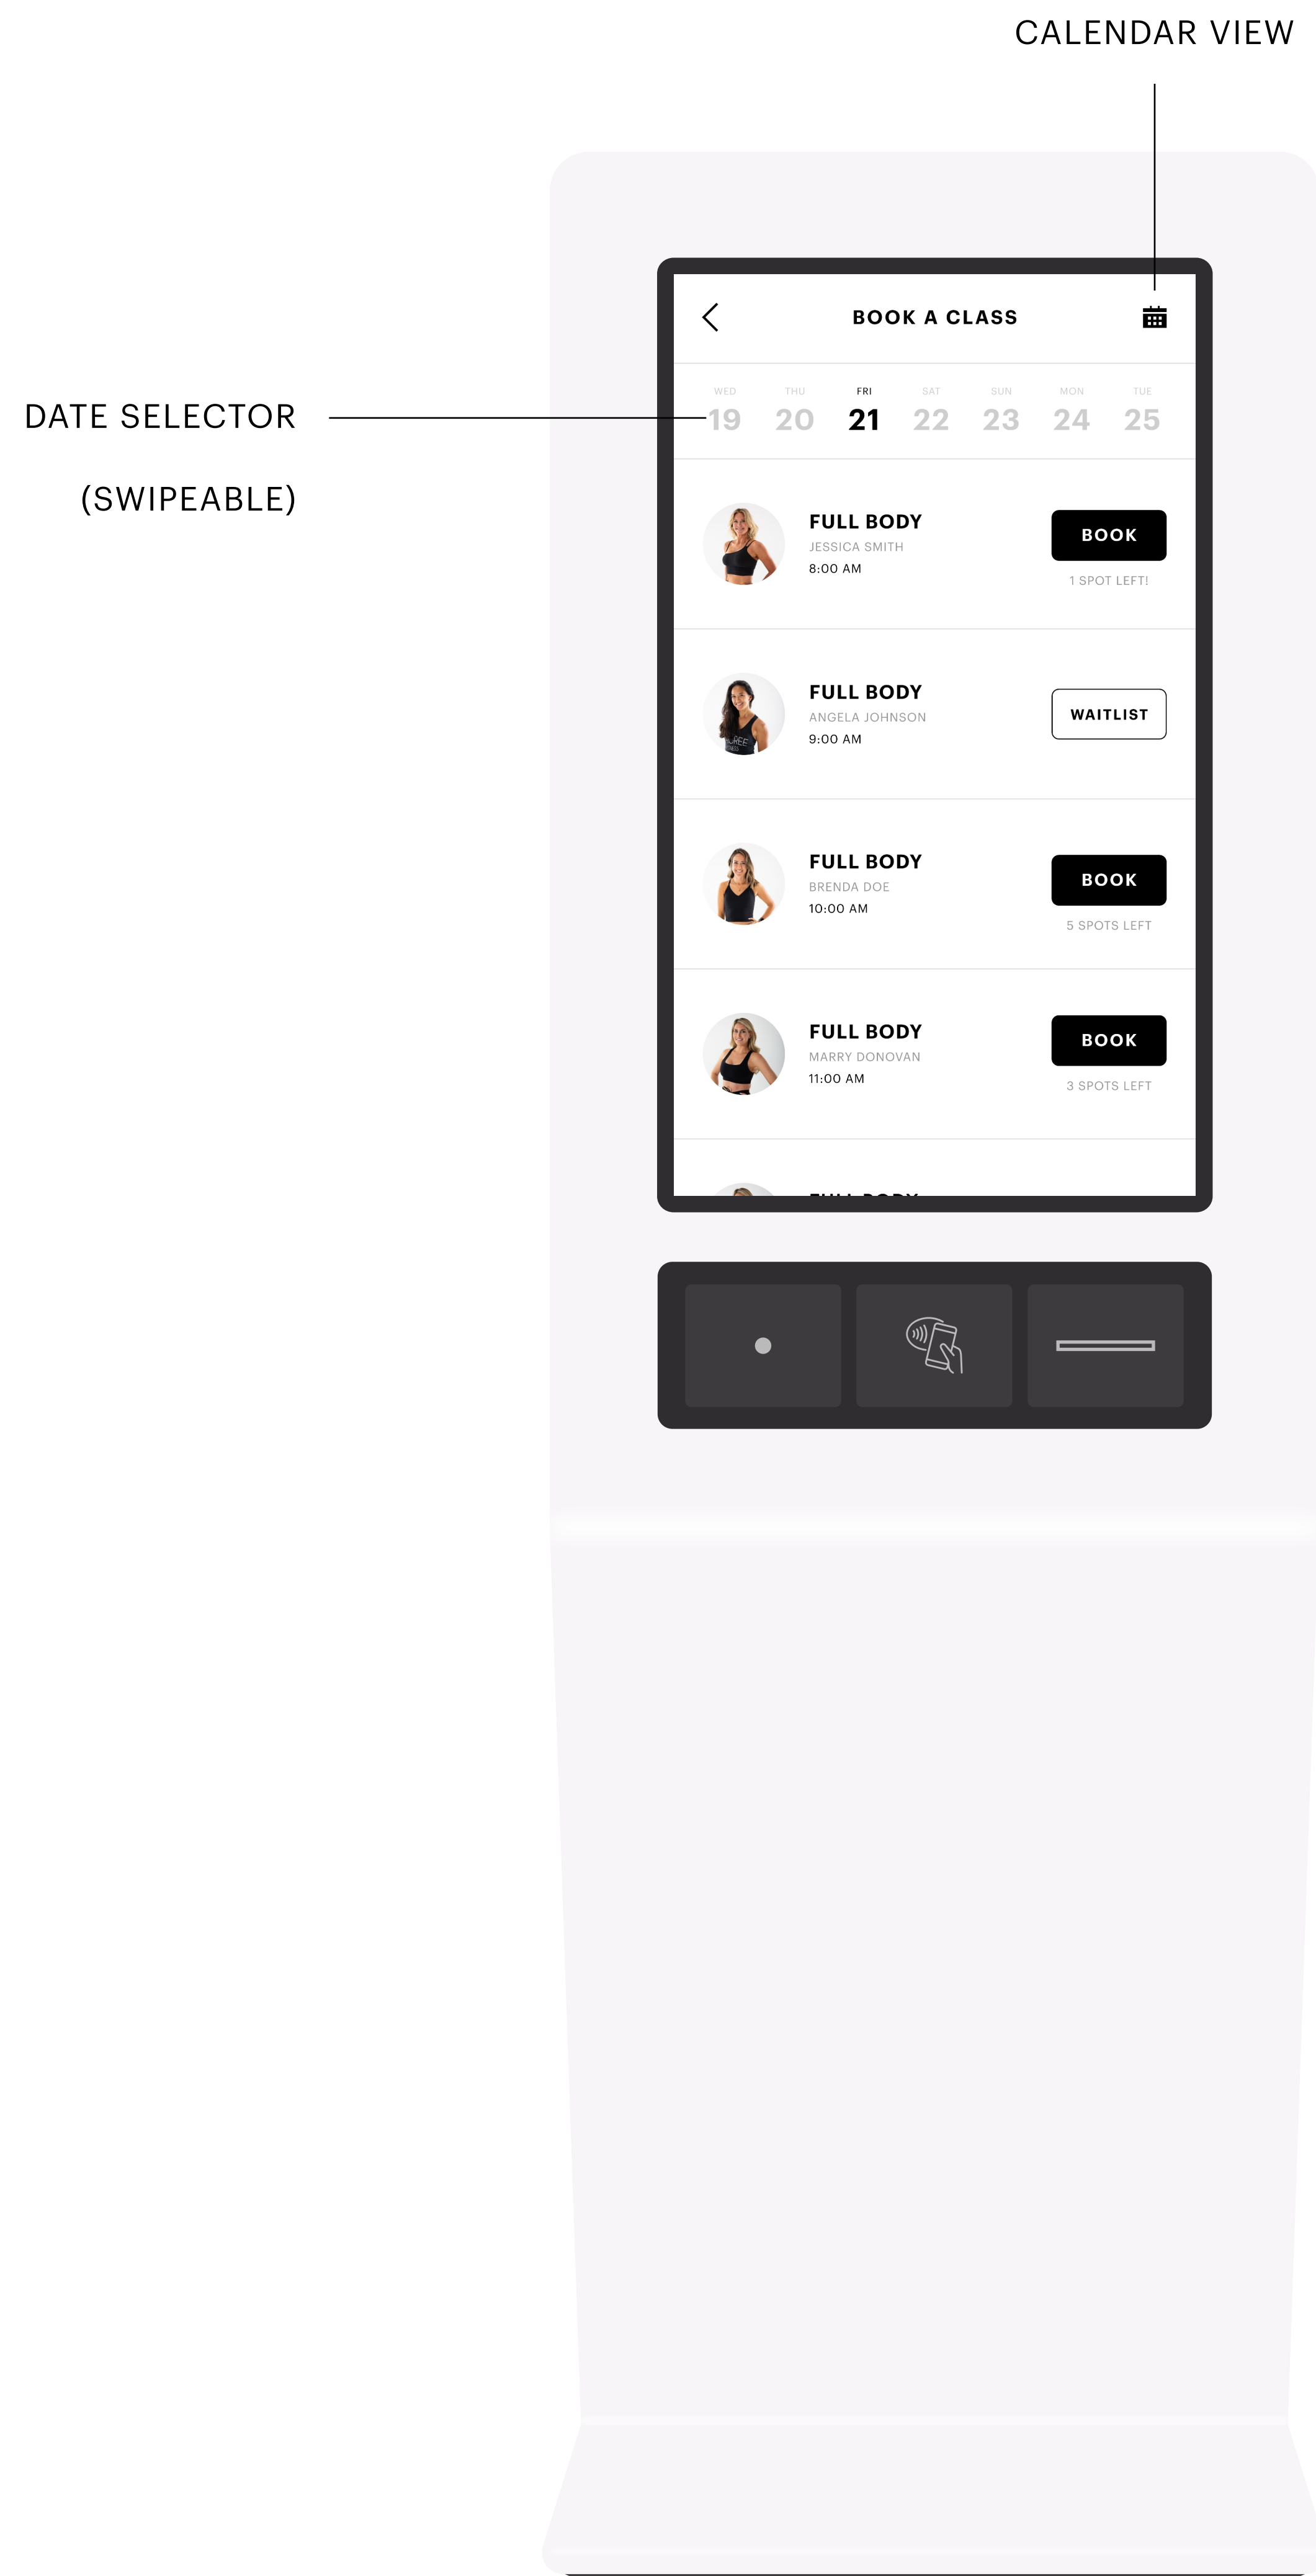 CALENDAR VIEW
BOOK A CLASS
WED THU FRI SAT SUN MON TUE
DATE SELECTOR
(SWIPEABLE)
19 20 21 22 23 24 25
FULL BODY
JESSICA SMITH
8:00 AM
BOOK
1 SPOT LEFT!
FULL BODY
ANGELA JOHNSON
9:00 AM
WAITLIST
FULL BODY
BRENDA DOE
10:00 AM
BOOK
5 SPOTS LEFT
FULL BODY
MARRY DONOVAN
11:00 AM
BOOK
3 SPOTS LEFT
FULL BODY